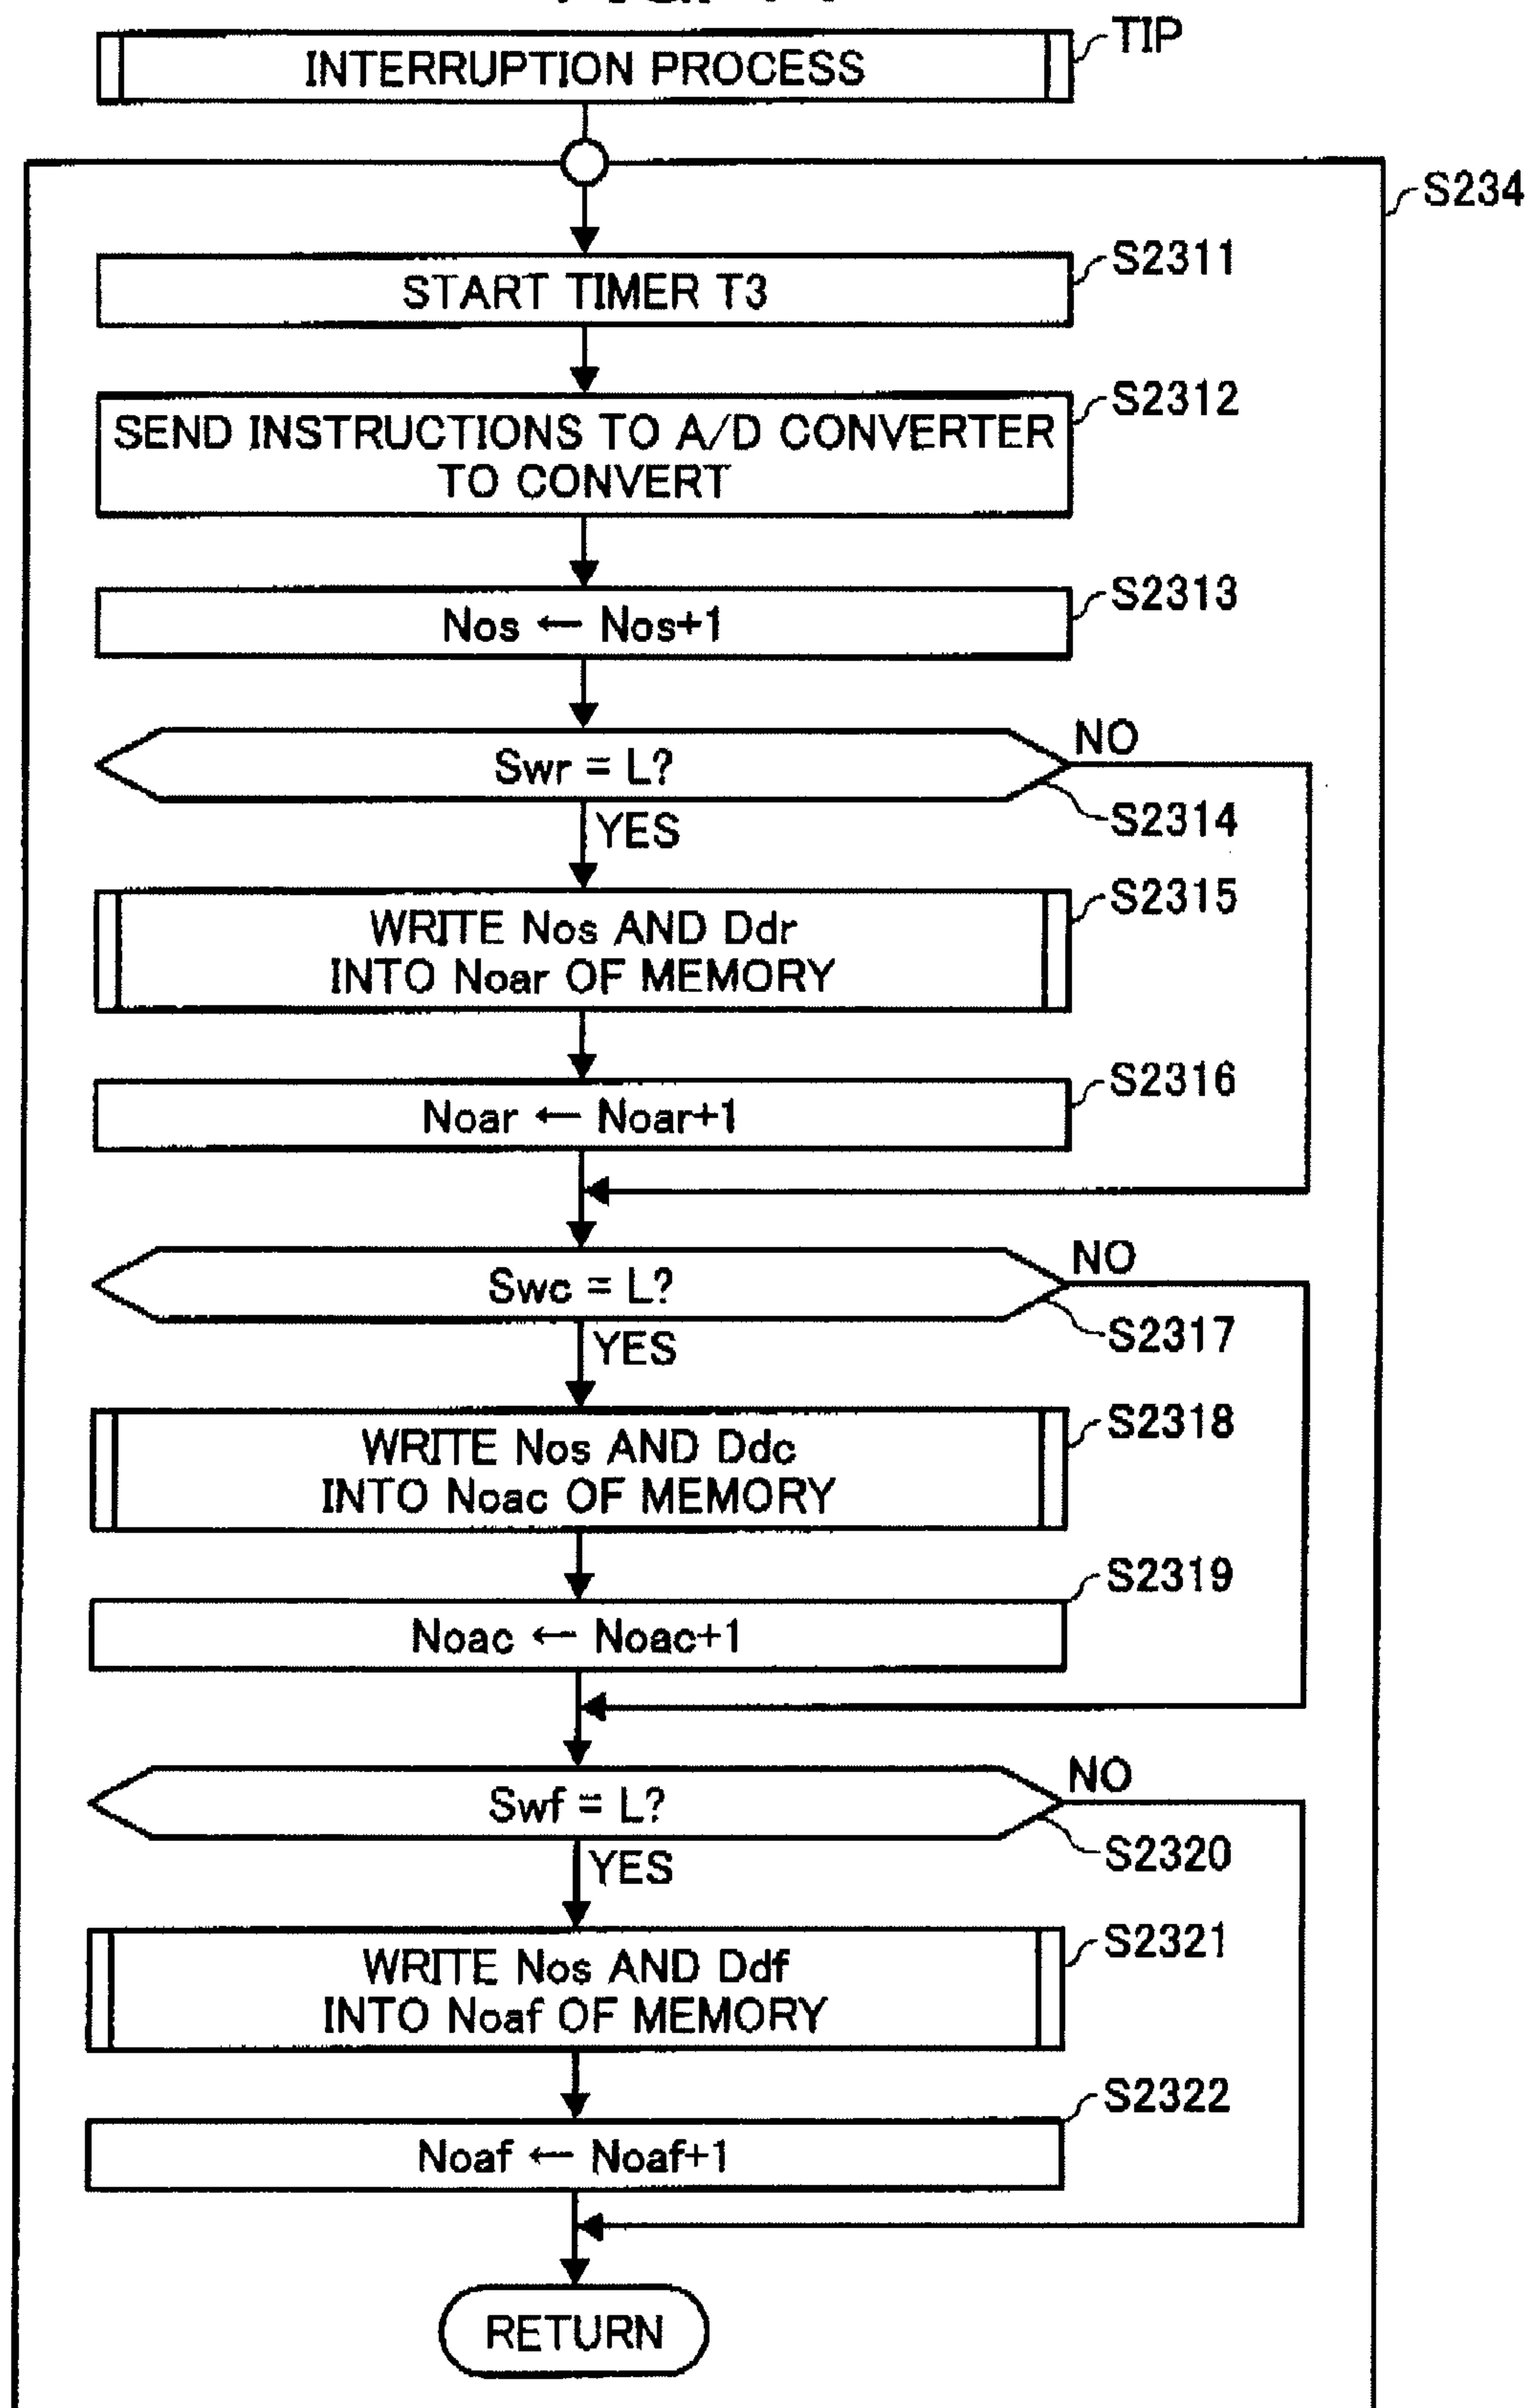 INTERRUPTION PROCESS
TIP
S234
START TIMER T3
S2311
SEND INSTRUCTIONS TO A/D CONVERTER
TO CONVERT
S2312
Nos ← Nos+1
S2313
Swr = L?
NO
S2314
YES
WRITE Nos AND Ddr
INTO Noar OF MEMORY
S2315
Noar ← Noar+1
S2316
Swc = L?
NO
S2317
YES
WRITE Nos AND Ddc
INTO Noac OF MEMORY
S2318
Noac ← Noac+1
S2319
Swf = L?
NO
S2320
YES
WRITE Nos AND Ddf
INTO Noaf OF MEMORY
S2321
Noaf ← Noaf+1
S2322
RETURN